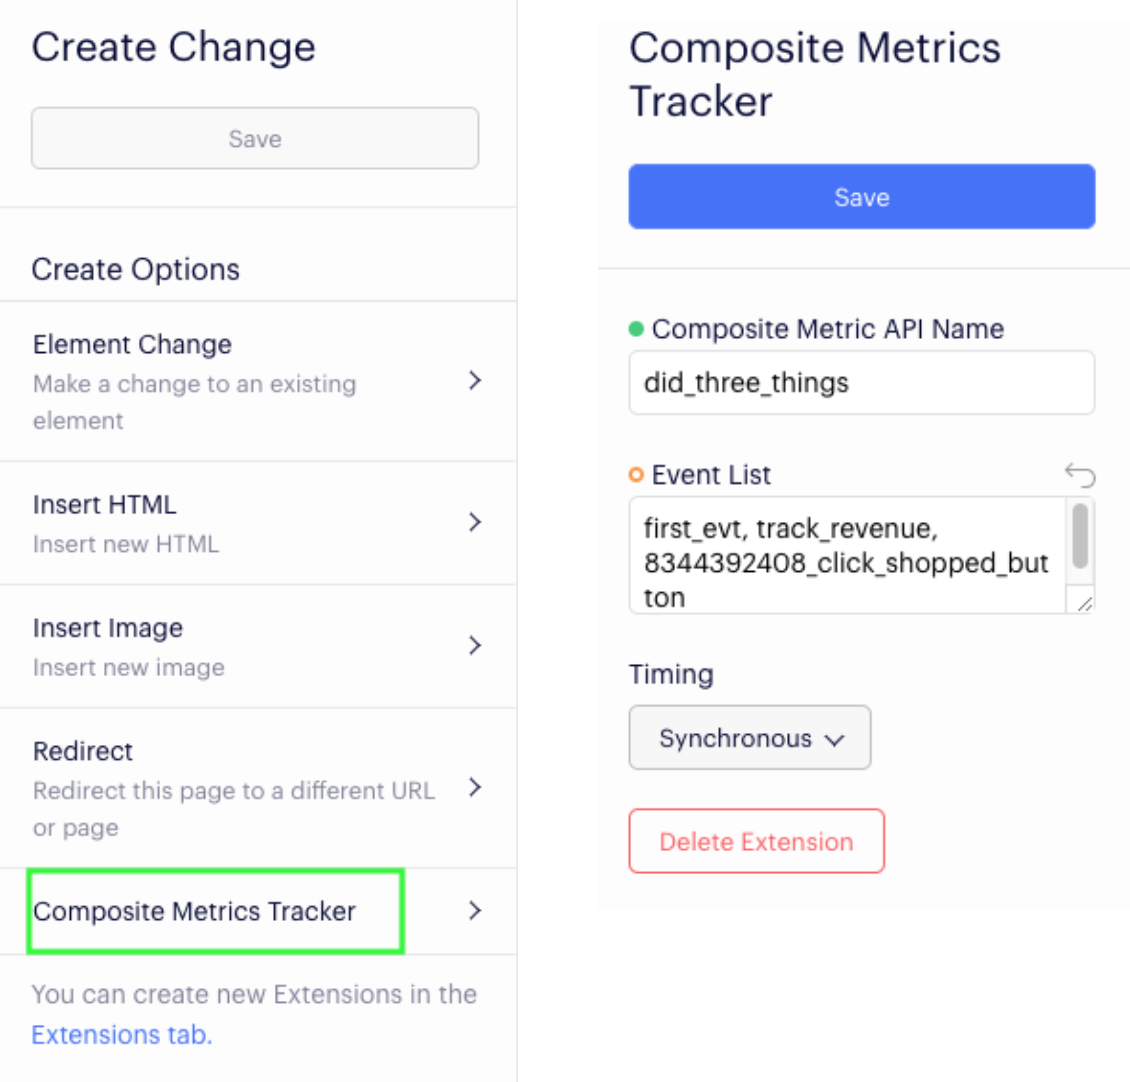 Create Change
Save
Create Options
Element Change
Make a change to an existing
element
Insert HTML
Insert new HTML
Insert Image
Insert new image
Redirect
Redirect this page to a different URL
or page
Composite Metrics Tracker
You can create new Extensions in the
Extensions tab.
Composite Metrics
Tracker
Save
Composite Metric API Name
did_three_things
Event List
first_evt, track_revenue,
8344392408_click_shopped_but
ton
Timing
Synchronous
Delete Extension